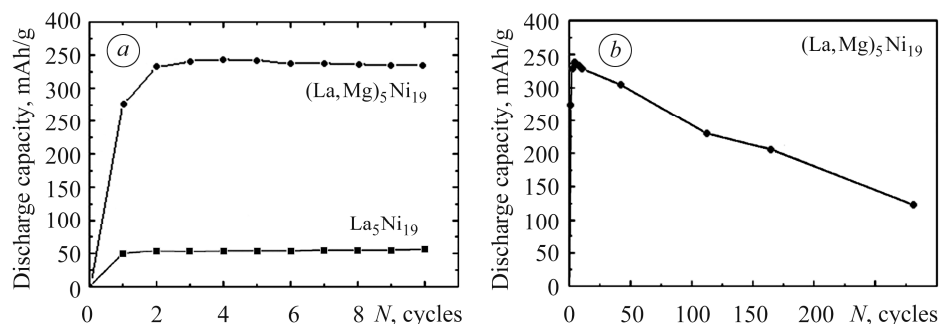 a
Discharge capacity, mAh/g
400
350
300
250
200
150
100
50
0
(La,Mg)₅Ni₁₉
La₅Ni₁₉
0 2 4 6 8 N, cycles
b
Discharge capacity, mAh/g
400
350
300
250
200
150
100
50
0
(La,Mg)₅Ni₁₉
0 50 100 150 200 N, cycles